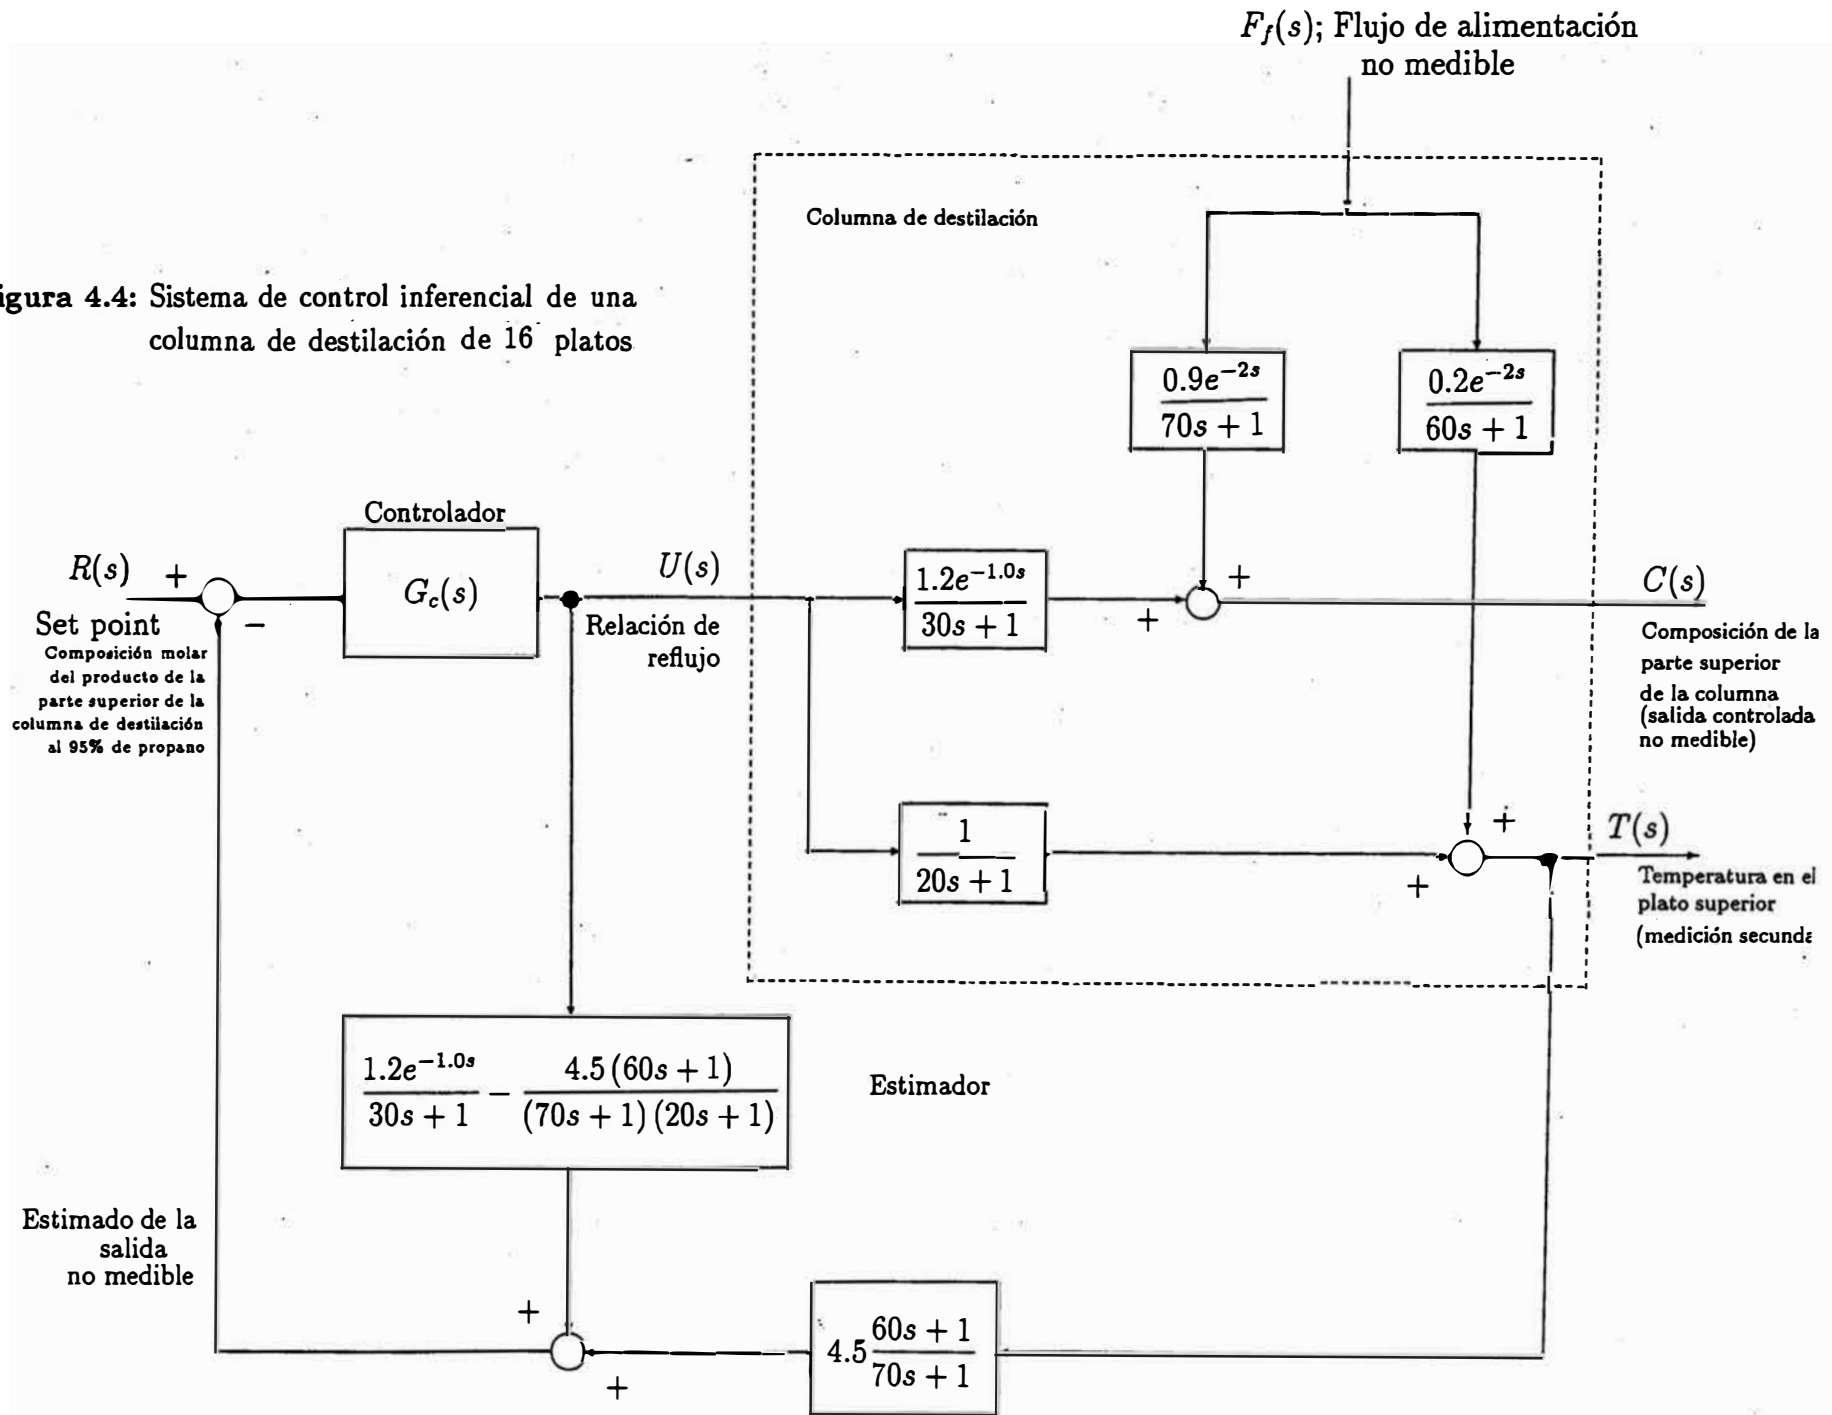 F_f(s); Flujo de alimentación
no medible
Columna de destilación
igura 4.4: Sistema de control inferencial de una
columna de destilación de 16 platos
0.9e^{-2s}
70s + 1
0.2e^{-2s}
60s + 1
Controlador
R(s)
+
G_c(s)
U(s)
1.2e^{-1.0s}
30s + 1
+
+
C(s)
Set point
−
Composición molar
del producto de la
parte superior de la
columna de destilación
al 95% de propano
Relación de
reflujo
Composición de la
parte superior
de la columna
(salida controlada
no medible)
1
20s + 1
+
+
T(s)
Temperatura en el
plato superior
(medición secunda
1.2e^{-1.0s}
30s + 1
−
4.5 (60s + 1)
(70s + 1) (20s + 1)
Estimador
Estimado de la
salida
no medible
+
+
4.5
60s + 1
70s + 1